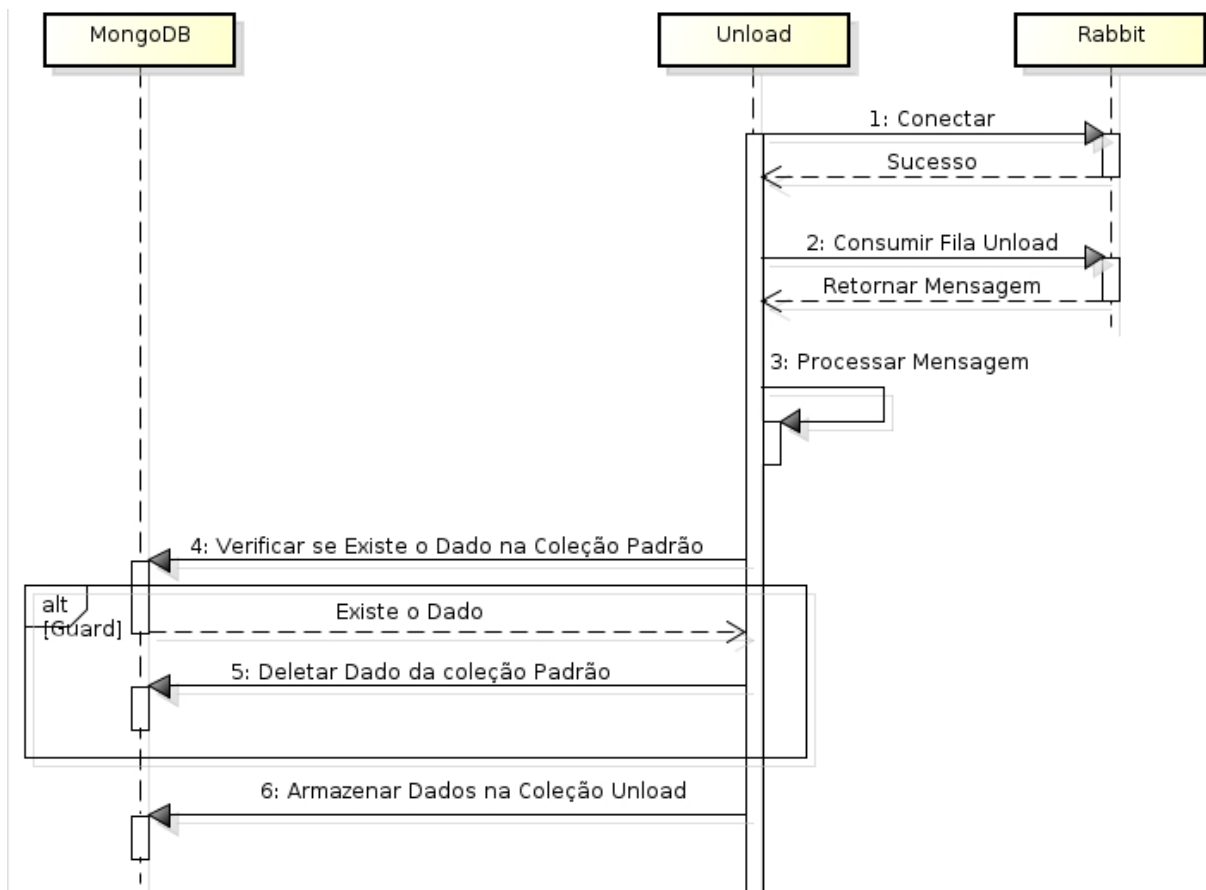 MongoDB
Unload
Rabbit
1: Conectar
Sucesso
2: Consumir Fila Unload
Retornar Mensagem
3: Processar Mensagem
4: Verificar se Existe o Dado na Coleção Padrão
alt
[Guard]
Existe o Dado
5: Deletar Dado da coleção Padrão
6: Armazenar Dados na Coleção Unload